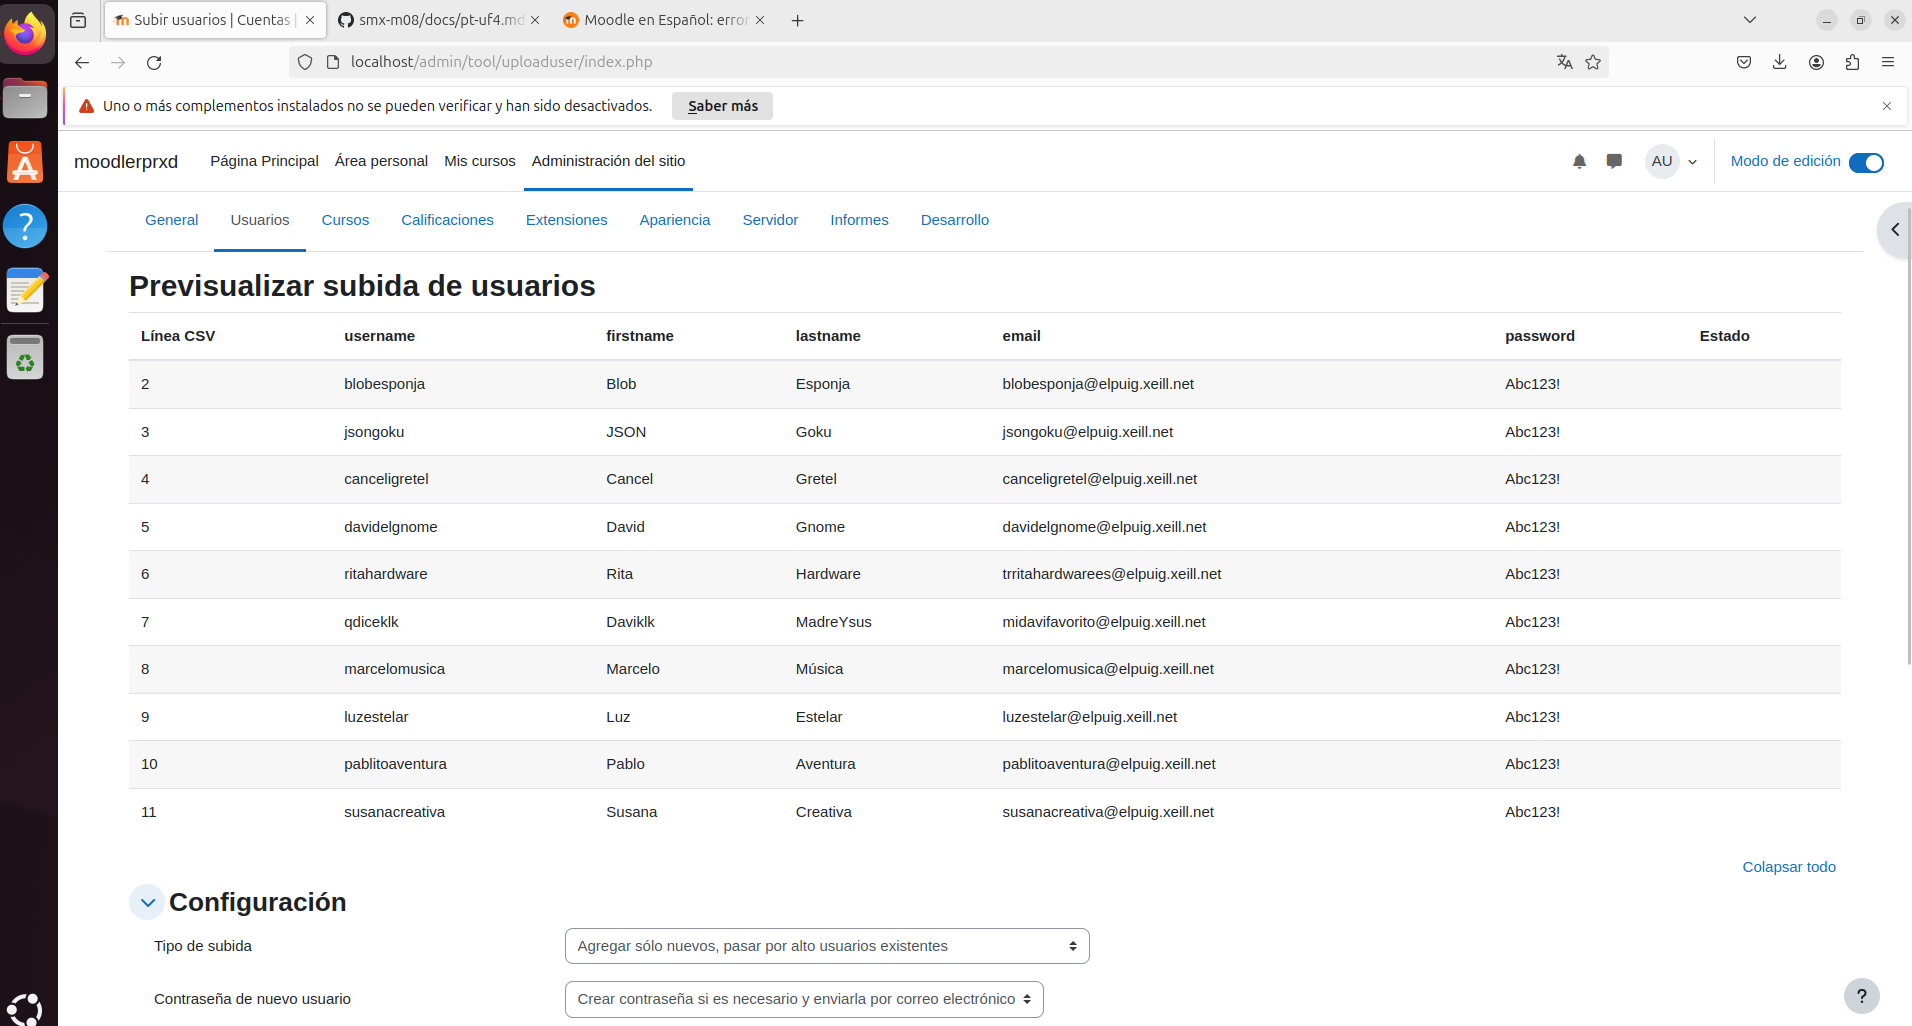 Subir usuarios | Cuentas |
smx-m08/docs/pt-uf4.md
Moodle en Español: error
localhost/admin/tool/uploaduser/index.php
Uno o más complementos instalados no se pueden verificar y han sido desactivados.
Saber más
moodlerprxd
Página Principal
Área personal
Mis cursos
Administración del sitio
AU
Modo de edición
General
Usuarios
Cursos
Calificaciones
Extensiones
Apariencia
Servidor
Informes
Desarrollo
Previsualizar subida de usuarios
Línea CSV username firstname lastname email password Estado
2 blobesponja Blob Esponja blobesponja@elpuig.xeill.net Abc123!
3 jsongoku JSON Goku jsongoku@elpuig.xeill.net Abc123!
4 canceligretel Cancel Gretel canceligretel@elpuig.xeill.net Abc123!
5 davidelgnome David Gnome davidelgnome@elpuig.xeill.net Abc123!
6 ritahardware Rita Hardware trritahardwarees@elpuig.xeill.net Abc123!
7 qdiceklk Daviklk MadreYsus midavifavorito@elpuig.xeill.net Abc123!
8 marcelomusica Marcelo Música marcelomusica@elpuig.xeill.net Abc123!
9 luzestelar Luz Estelar luzestelar@elpuig.xeill.net Abc123!
10 pablitoaventura Pablo Aventura pablitoaventura@elpuig.xeill.net Abc123!
11 susanacreativa Susana Creativa susanacreativa@elpuig.xeill.net Abc123!
Colapsar todo
Configuración
Tipo de subida
Agregar sólo nuevos, pasar por alto usuarios existentes
Contraseña de nuevo usuario
Crear contraseña si es necesario y enviarla por correo electrónico
?